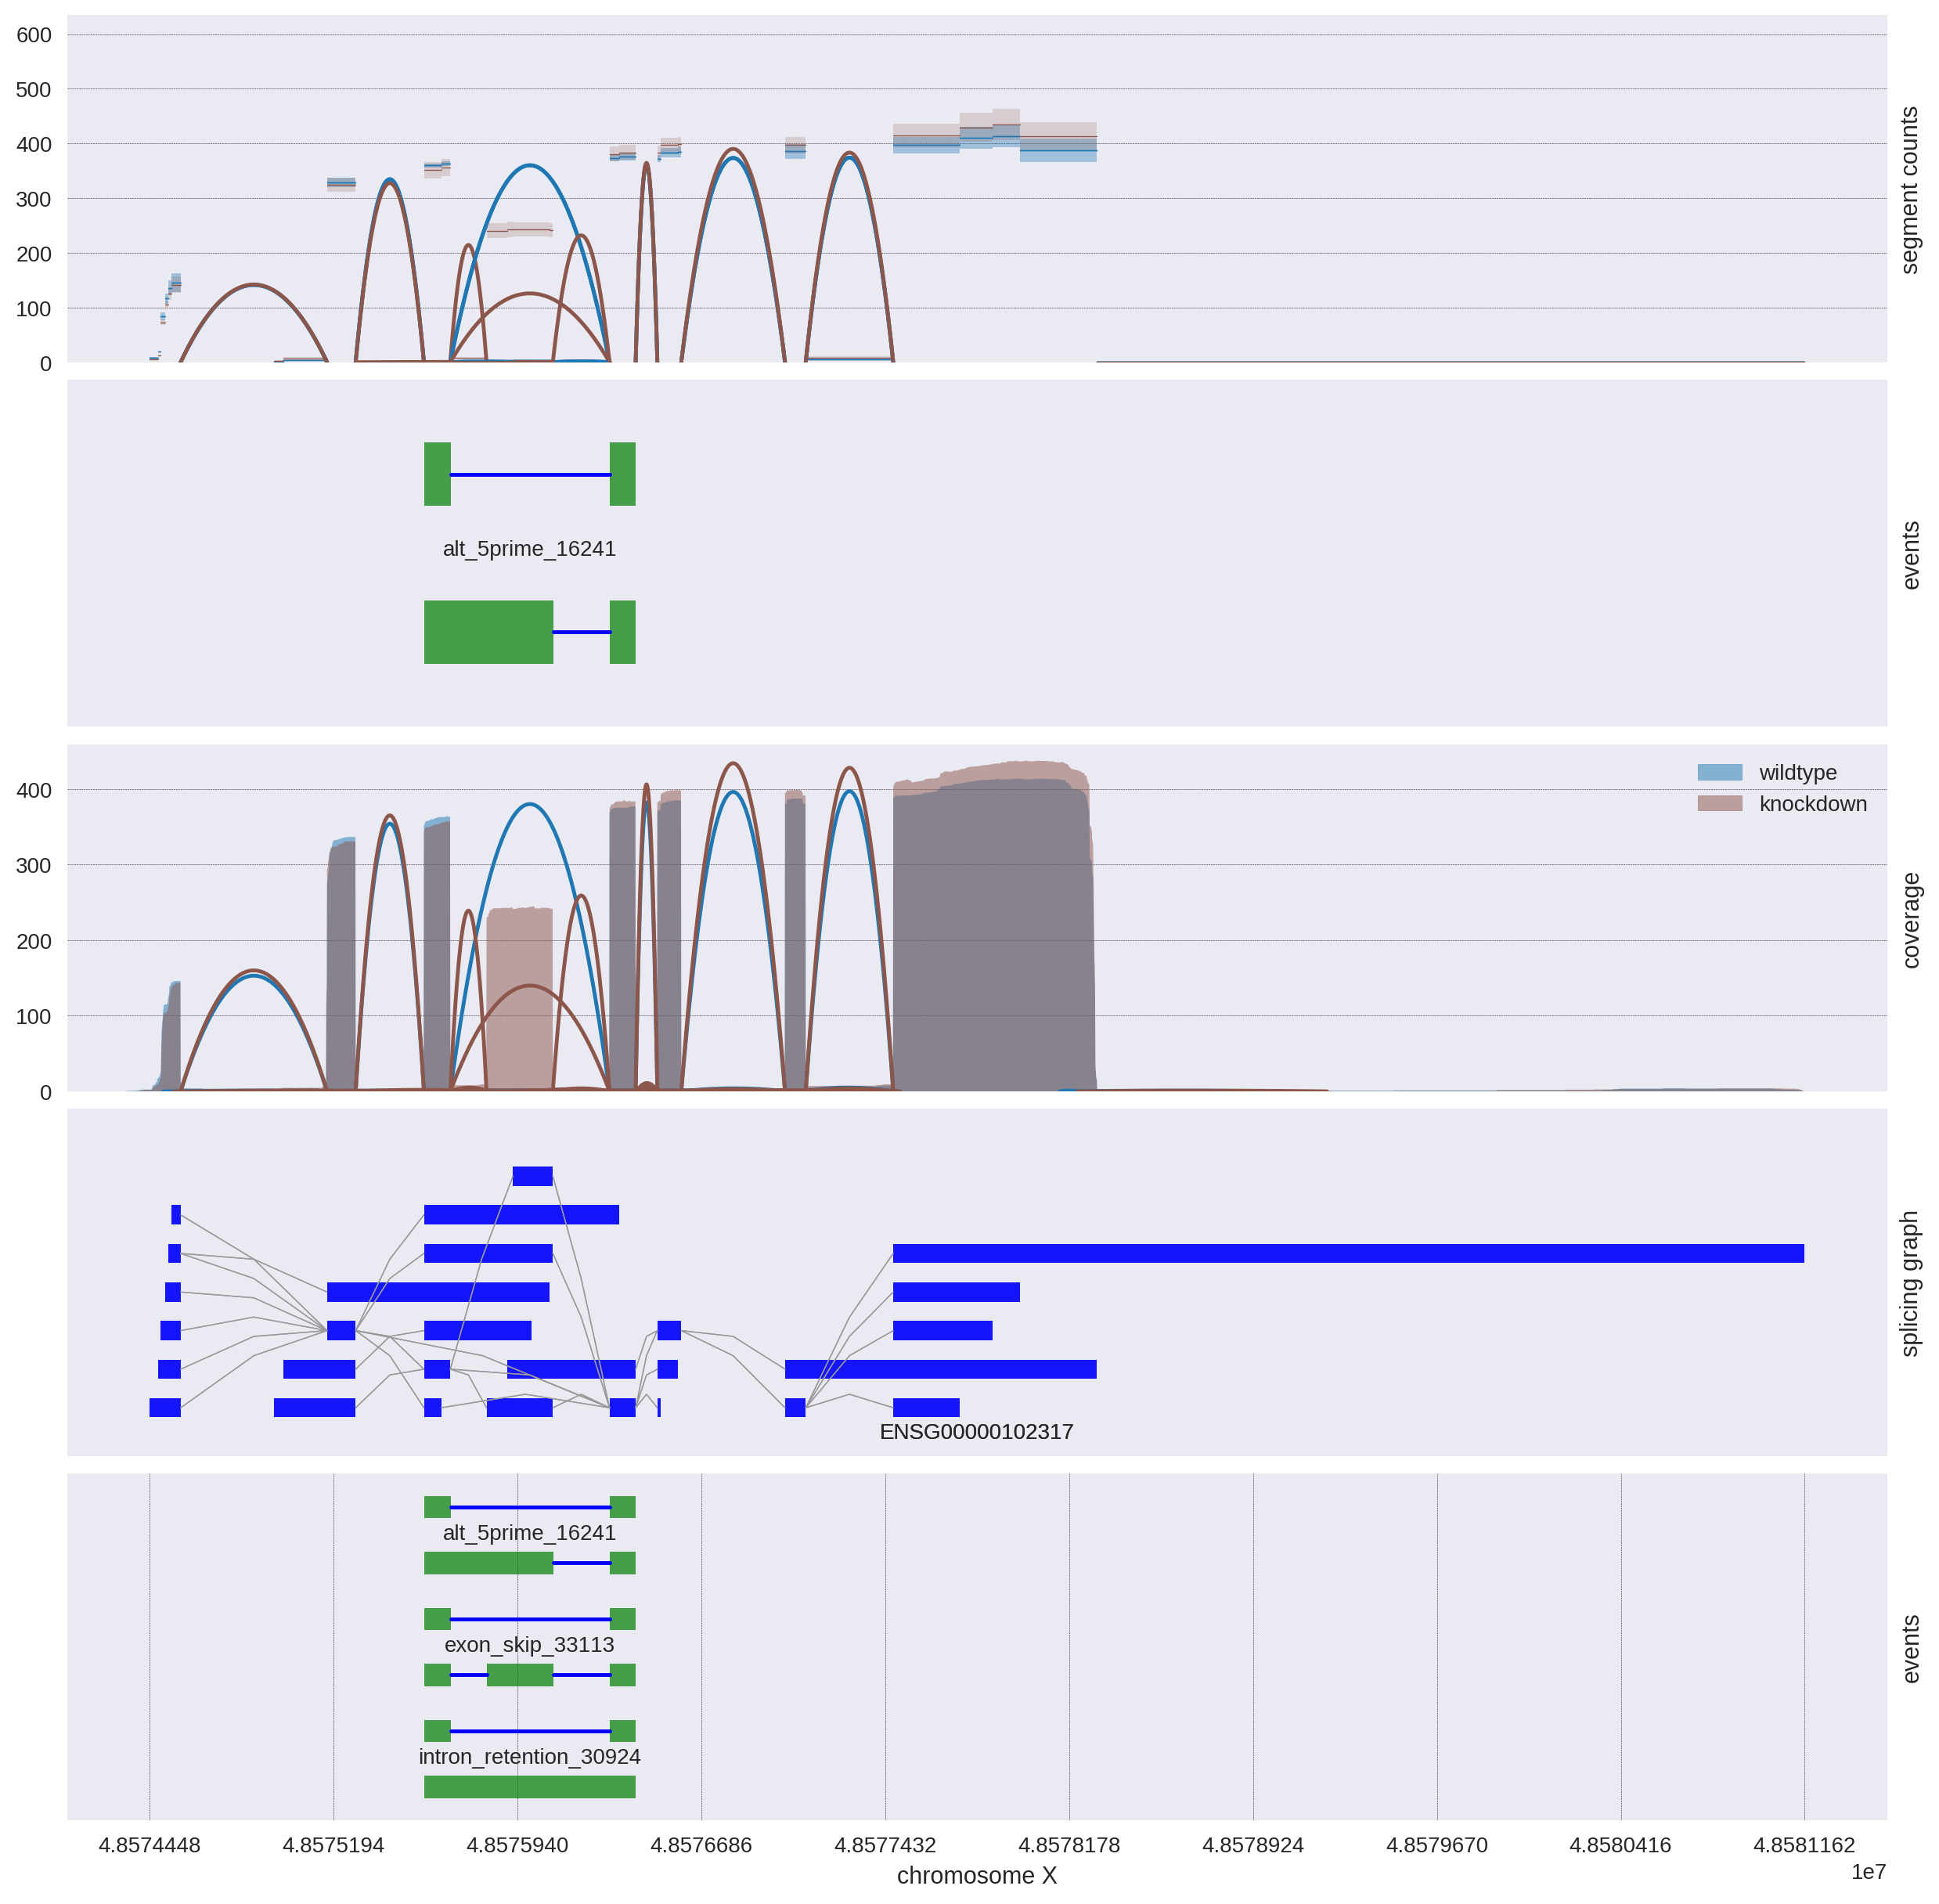 600
500
400
300
200
100
0
segment counts
alt_5prime_16241
events
wildtype
knockdown
400
300
200
100
0
coverage
ENSG00000102317
splicing graph
alt_5prime_16241
exon_skip_33113
intron_retention_30924
events
4.8574448 4.8575194 4.8575940 4.8576686 4.8577432 4.8578178 4.8578924 4.8579670 4.8580416 4.8581162
1e7
chromosome X